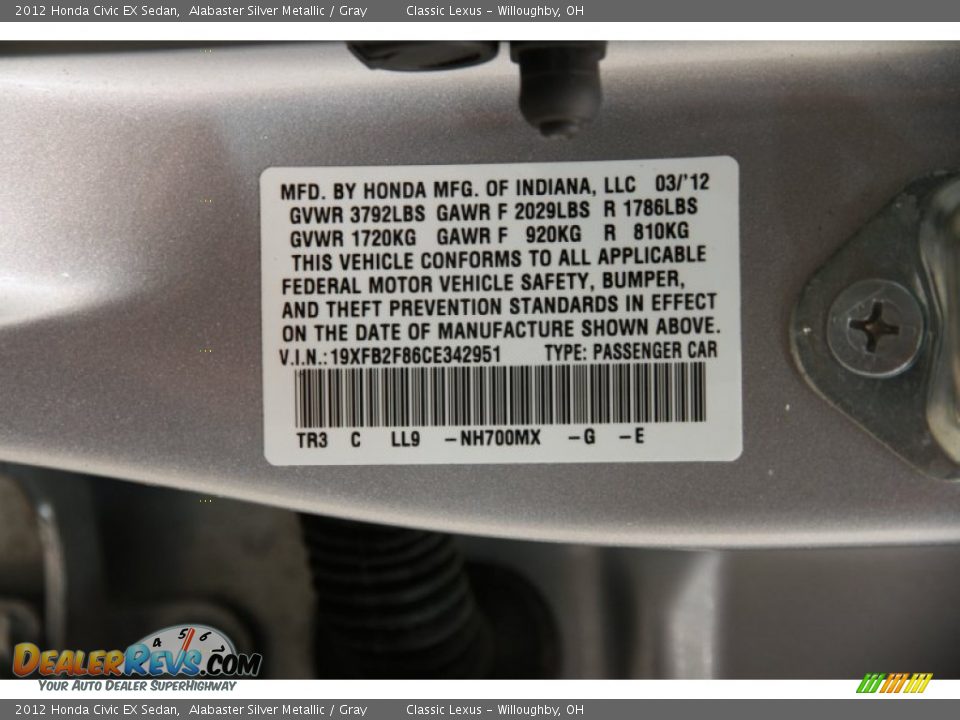 2012 Honda Civic EX Sedan, Alabaster Silver Metallic / Gray Classic Lexus - Willoughby, OH
MFD. BY HONDA MFG. OF INDIANA, LLC 03/'12
GVWR 3792LBS GAWR F 2029LBS R 1786LBS
GVWR 1720KG GAWR F 920KG R 810KG
THIS VEHICLE CONFORMS TO ALL APPLICABLE
FEDERAL MOTOR VEHICLE SAFETY, BUMPER,
AND THEFT PREVENTION STANDARDS IN EFFECT
ON THE DATE OF MANUFACTURE SHOWN ABOVE.
V.I.N.: 19XFB2F86CE342951 TYPE: PASSENGER CAR
TR3 C LL9 -NH700MX -G -E
4 5 6
DEALERREVS.COM
YOUR AUTO DEALER SUPERHIGHWAY
2012 Honda Civic EX Sedan, Alabaster Silver Metallic / Gray Classic Lexus - Willoughby, OH